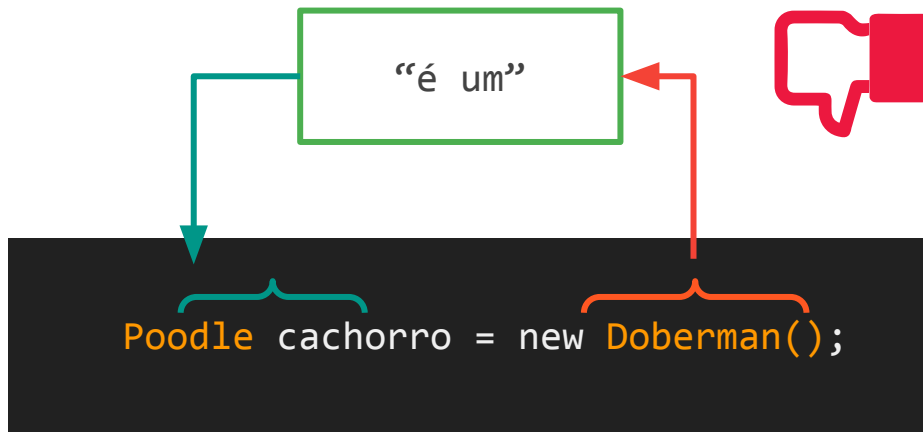 “é um”
Poodle cachorro = new Doberman();